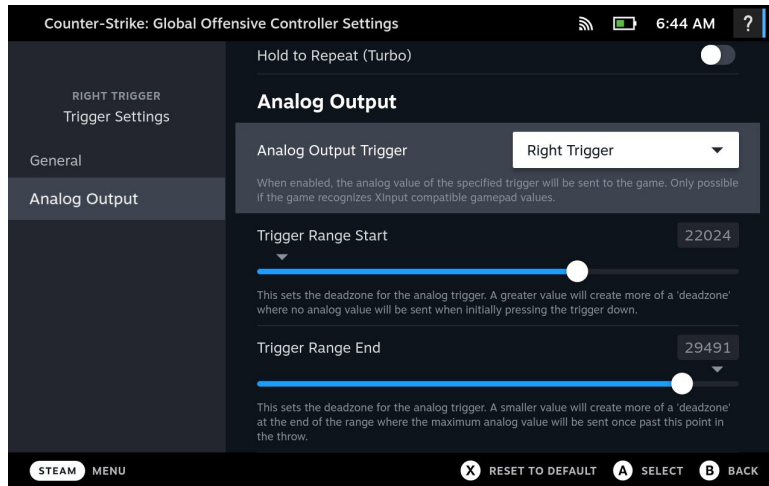 Counter-Strike: Global Offensive Controller Settings
6:44 AM
?
Hold to Repeat (Turbo)
RIGHT TRIGGER
Trigger Settings
General
Analog Output
Analog Output
Analog Output Trigger
Right Trigger
When enabled, the analog value of the specified trigger will be sent to the game. Only possible
if the game recognizes XInput compatible gamepad values.
Trigger Range Start
22024
This sets the deadzone for the analog trigger. A greater value will create more of a 'deadzone'
where no analog value will be sent when initially pressing the trigger down.
Trigger Range End
29491
This sets the deadzone for the analog trigger. A smaller value will create more of a 'deadzone'
at the end of the range where the maximum analog value will be sent once past this point in
the throw.
STEAM MENU
X RESET TO DEFAULT A SELECT B BACK